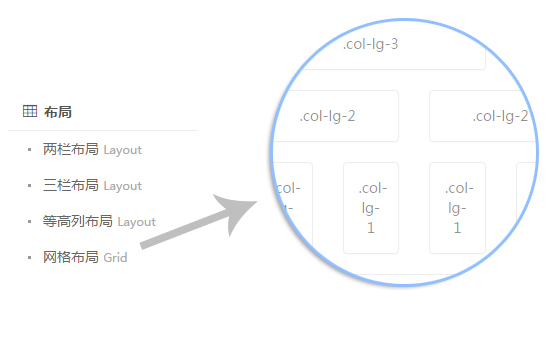 布局
两栏布局 Layout
三栏布局 Layout
等高列布局 Layout
网格布局 Grid
.col-lg-3
.col-lg-2 .col-lg-2
col-
lg-
.col-
lg-
1
.col-
lg-
1